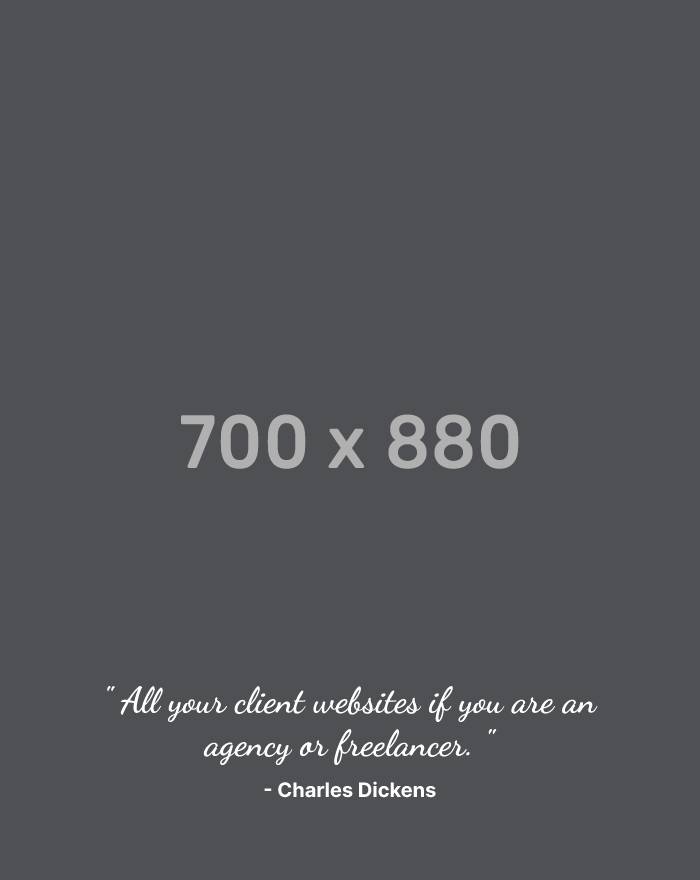 700 x 880
" All your client websites if you are an
agency or freelancer. "
- Charles Dickens